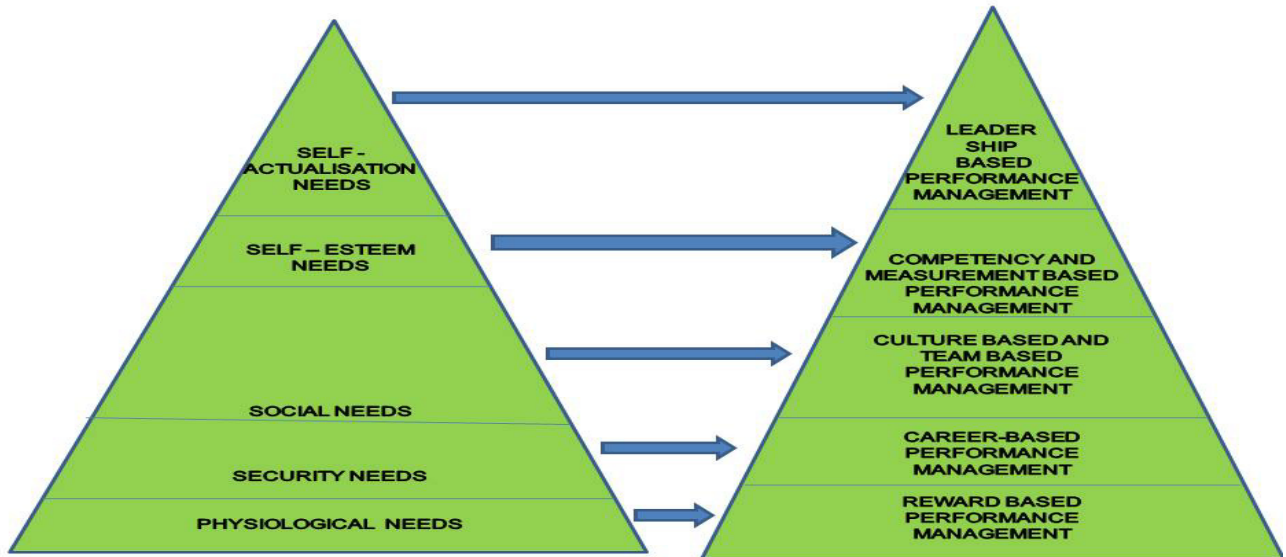 SELF -
ACTUALISATION
NEEDS
SELF – ESTEEM
NEEDS
SOCIAL NEEDS
SECURITY NEEDS
PHYSIOLOGICAL NEEDS
LEADER
SHIP
BASED
PERFORMANCE
MANAGEMENT
COMPETENCY AND
MEASUREMENT BASED
PERFORMANCE
MANAGEMENT
CULTURE BASED AND
TEAM BASED
PERFORMANCE
MANAGEMENT
CAREER-BASED
PERFORMANCE
MANAGEMENT
REWARD BASED
PERFORMANCE
MANAGEMENT